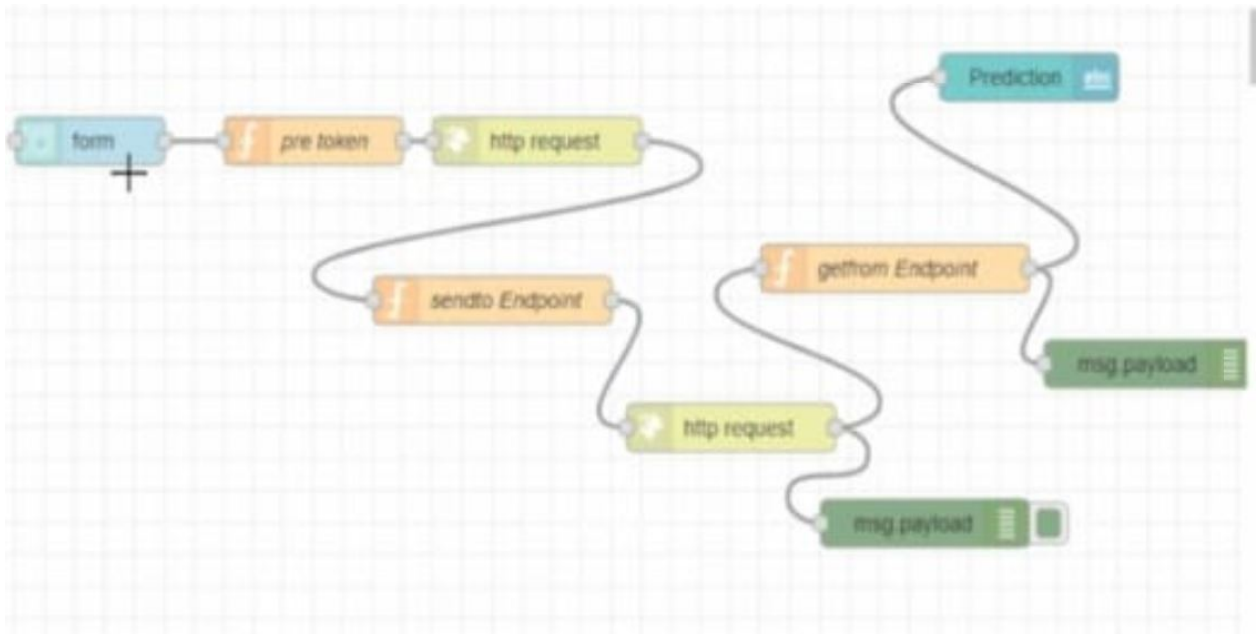 Prediction
form
pre token
http request
getfrom Endpoint
sendto Endpoint
msg.payload
http request
msg.payload